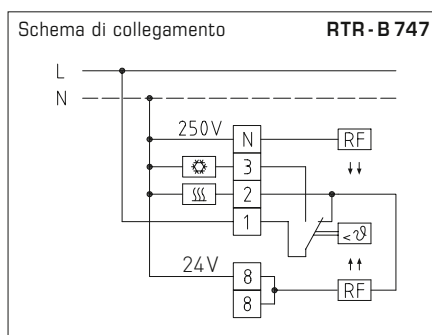 Schema di collegamento RTR-B 747
L
N
250V N RF
3
2
1 <ϑ
24V 8
8 RF